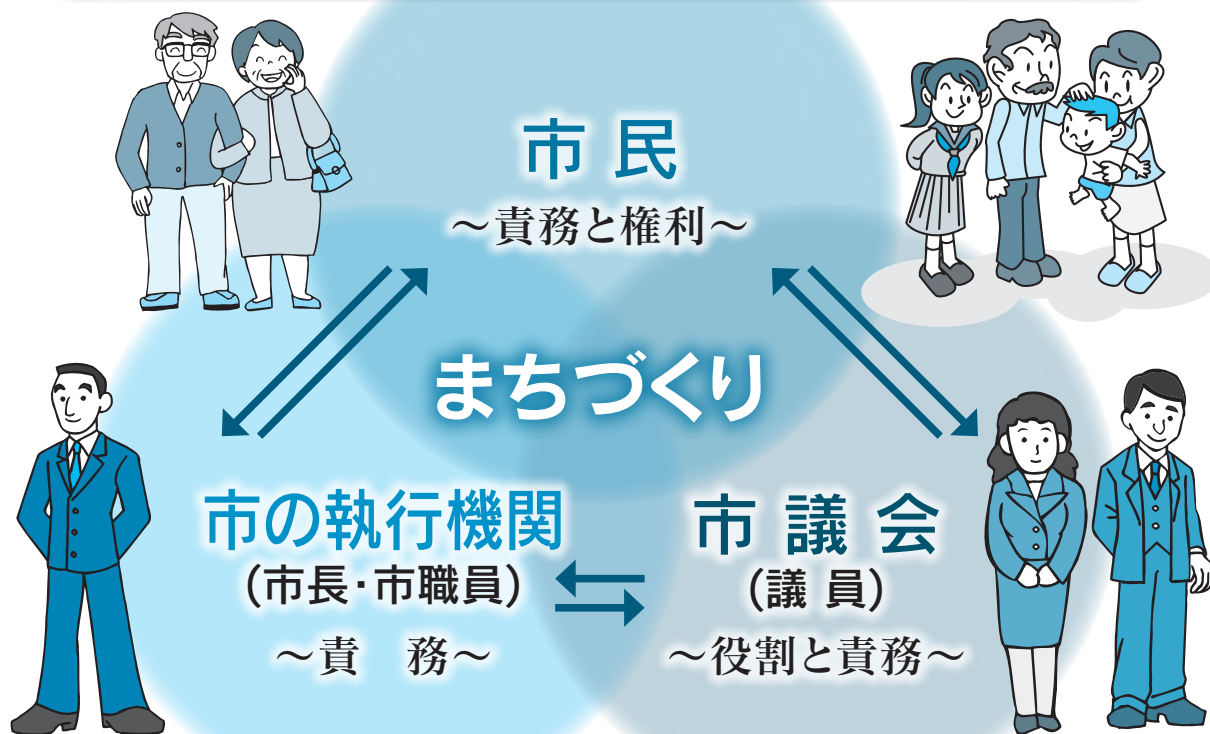 市民
～責務と権利～
まちづくり
市の執行機関
(市長・市職員)
～責　務～
市議会
(議 員)
～役割と責務～